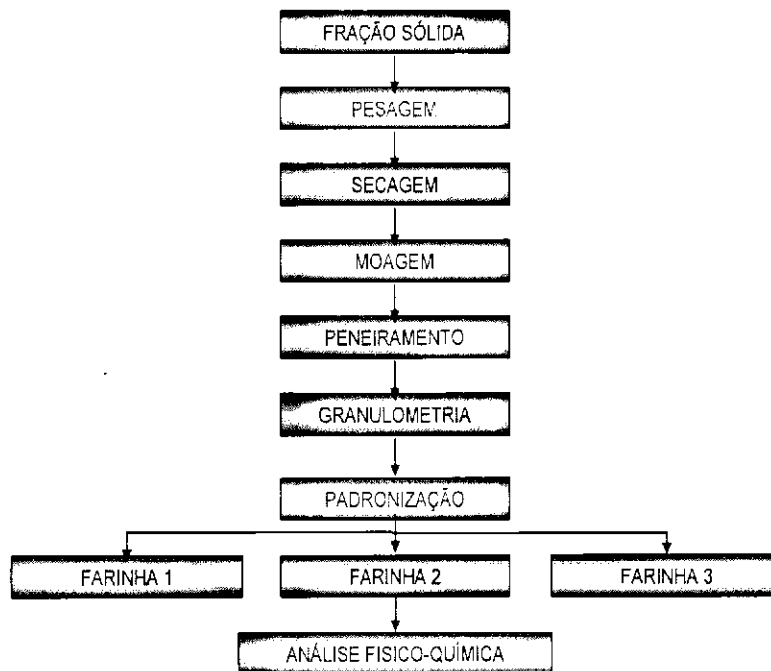 FRAÇÃO SÓLIDA
PESAGEM
SECAGEM
MOAGEM
PENEIRAMENTO
GRANULOMETRIA
PADRONIZAÇÃO
FARINHA 1 FARINHA 2 FARINHA 3
ANÁLISE FISICO-QUÍMICA